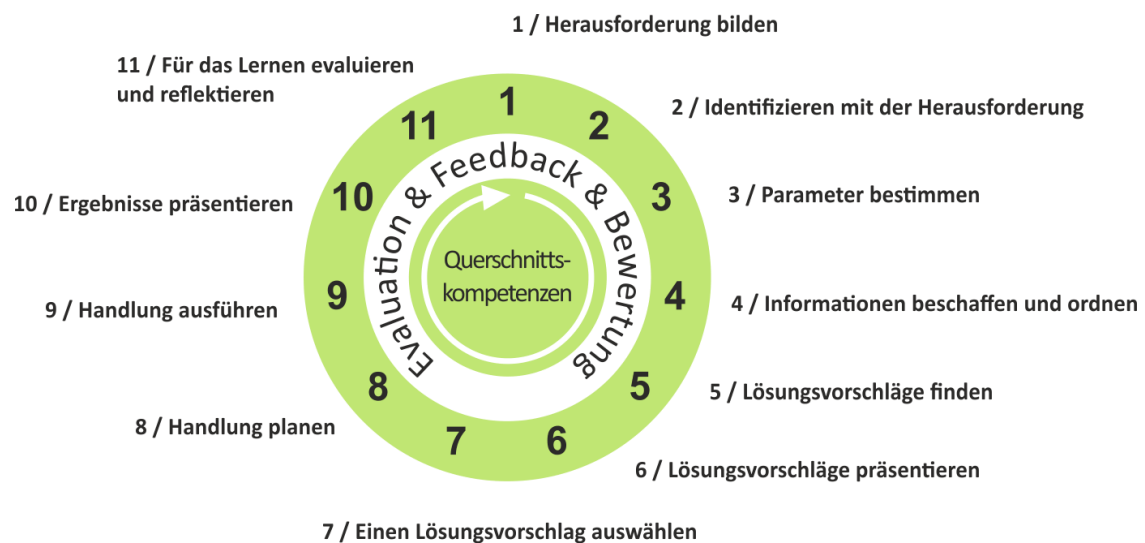 1 / Herausforderung bilden
2 / Identifizieren mit der Herausforderung
3 / Parameter bestimmen
4 / Informationen beschaffen und ordnen
5 / Lösungsvorschläge finden
6 / Lösungsvorschläge präsentieren
7 / Einen Lösungsvorschlag auswählen
8 / Handlung planen
9 / Handlung ausführen
10 / Ergebnisse präsentieren
11 / Für das Lernen evaluieren
und reflektieren
1
2
3
4
5
6
7
8
9
10
11
Evaluation & Feedback & Bewertung
Querschnitts-
kompetenzen